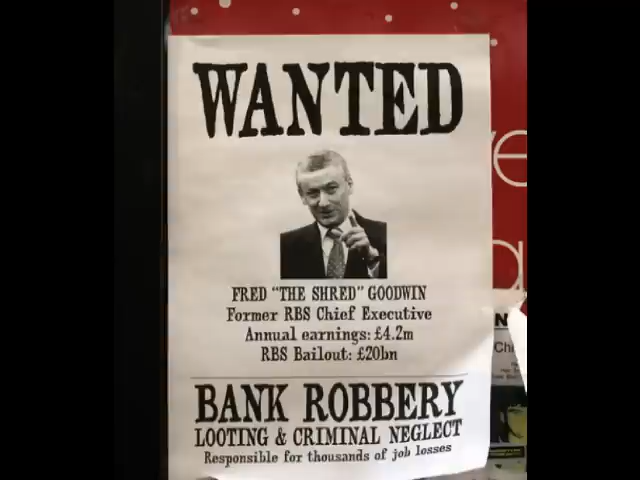 WANTED
FRED "THE SHRED" GOODWIN
Former RBS Chief Executive
Annual earnings: £4.2m
RBS Bailout: £20bn
BANK ROBBERY
LOOTING & CRIMINAL NEGLECT
Responsible for thousands of job losses